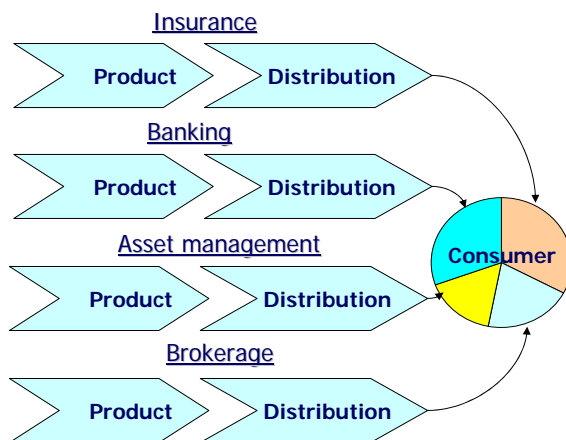 Insurance
Product Distribution
Banking
Product Distribution
Asset management
Consumer
Product Distribution
Brokerage
Product Distribution